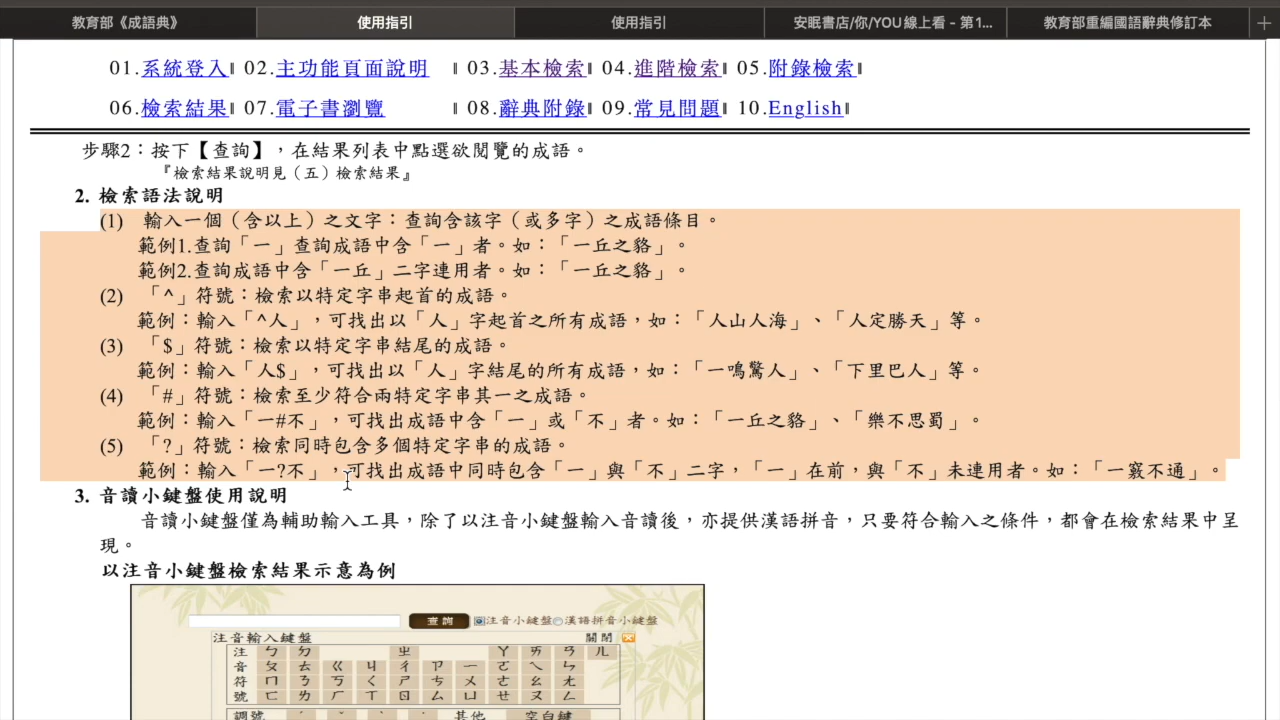 教育部《成語典》
使用指引
使用指引
安眠書店/你/YOU線上看 - 第1...
教育部重編國語辭典修訂本
01.系統登入‖ 02.主功能頁面說明 ‖ 03.基本檢索‖ 04.進階檢索‖ 05.附錄檢索‖
06.檢索結果‖ 07.電子書瀏覽 ‖ 08.辭典附錄‖ 09.常見問題‖ 10.English‖
步驟2：按下【查詢】，在結果列表中點選欲閱覽的成語。
『檢索結果說明見（五）檢索結果』
2. 檢索語法說明
(1) 輸入一個（含以上）之文字：查詢含該字（或多字）之成語條目。
範例1.查詢「一」查詢成語中含「一」者。如：「一丘之貉」。
範例2.查詢成語中含「一丘」二字連用者。如：「一丘之貉」。
(2) 「^」符號：檢索以特定字串起首的成語。
範例：輸入「^人」，可找出以「人」字起首之所有成語，如：「人山人海」、「人定勝天」等。
(3) 「$」符號：檢索以特定字串結尾的成語。
範例：輸入「人$」，可找出以「人」字結尾的所有成語，如：「一鳴驚人」、「下里巴人」等。
(4) 「#」符號：檢索至少符合兩特定字串其一之成語。
範例：輸入「一#不」，可找出成語中含「一」或「不」者。如：「一丘之貉」、「樂不思蜀」。
(5) 「?」符號：檢索同時包含多個特定字串的成語。
範例：輸入「一?不」，可找出成語中同時包含「一」與「不」二字，「一」在前，與「不」未連用者。如：「一竅不通」。
3. 音讀小鍵盤使用說明
音讀小鍵盤僅為輔助輸入工具，除了以注音小鍵盤輸入音讀後，亦提供漢語拼音，只要符合輸入之條件，都會在檢索結果中呈
現。
以注音小鍵盤檢索結果示意為例
查詢 注音小鍵盤 漢語拼音小鍵盤
注音輸入鍵盤 關閉
注 ㄅ ㄉ ㄓ ㄚ ㄞ ㄢ ㄦ
音 ㄆ ㄊ ㄍ ㄐ ㄔ ㄗ ㄧ ㄛ ㄟ ㄣ
符 ㄇ ㄋ ㄎ ㄑ ㄕ ㄘ ㄨ ㄜ ㄠ ㄤ
號 ㄈ ㄌ ㄏ ㄒ ㄖ ㄙ ㄩ ㄝ ㄡ ㄥ
調號 ˊ ˇ ˋ ˙ 其他 空白鍵